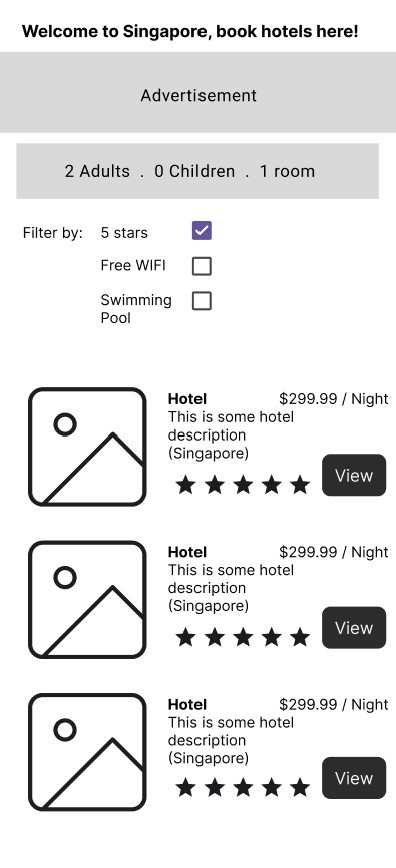 Welcome to Singapore, book hotels here!
Advertisement
2 Adults . 0 Children . 1 room
Filter by: 5 stars
Free WIFI
Swimming
Pool
Hotel $299.99 / Night
This is some hotel
description
(Singapore)
View
Hotel $299.99 / Night
This is some hotel
description
(Singapore)
View
Hotel $299.99 / Night
This is some hotel
description
(Singapore)
View